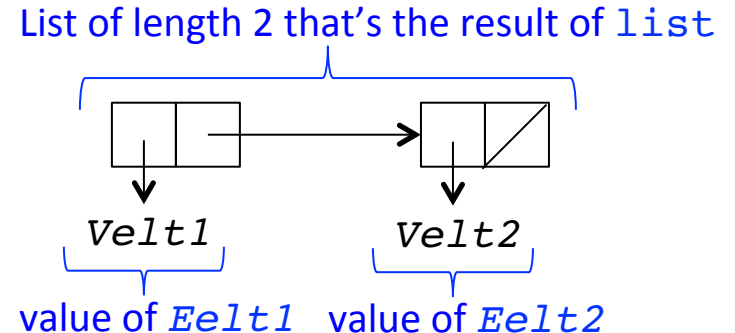 List of length 2 that's the result of list
Velt1 Velt2
value of Eelt1 value of Eelt2